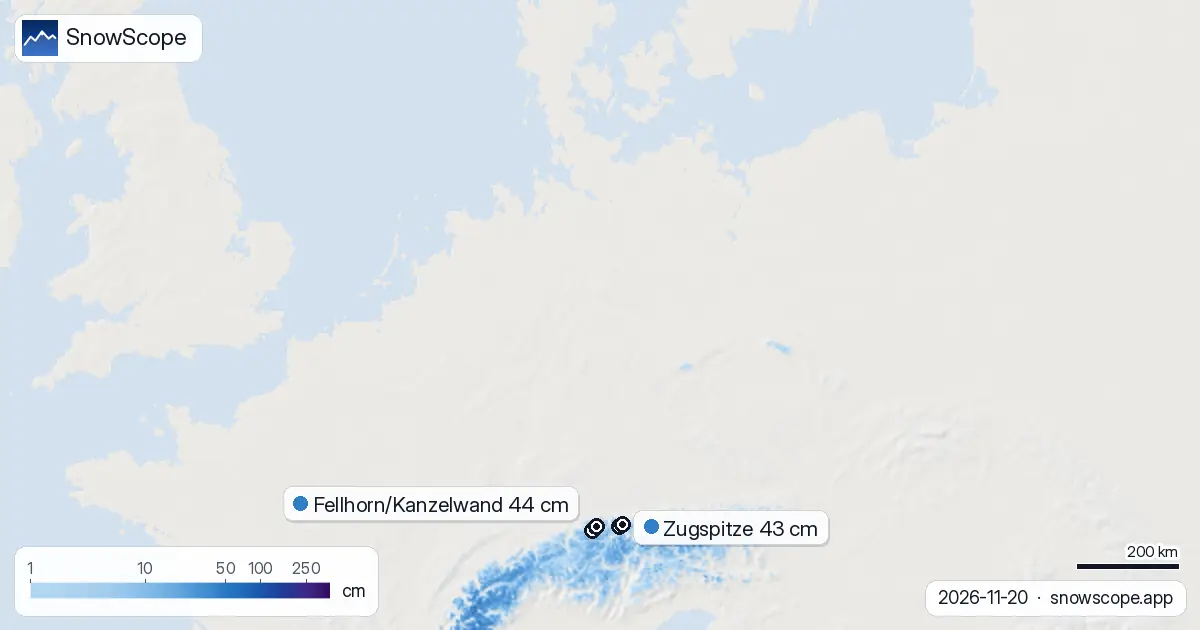 SnowScope
Fellhorn/Kanzelwand 44 cm
Zugspitze 43 cm
1 10 50 100 250
cm
200 km
2026-11-20 · snowscope.app